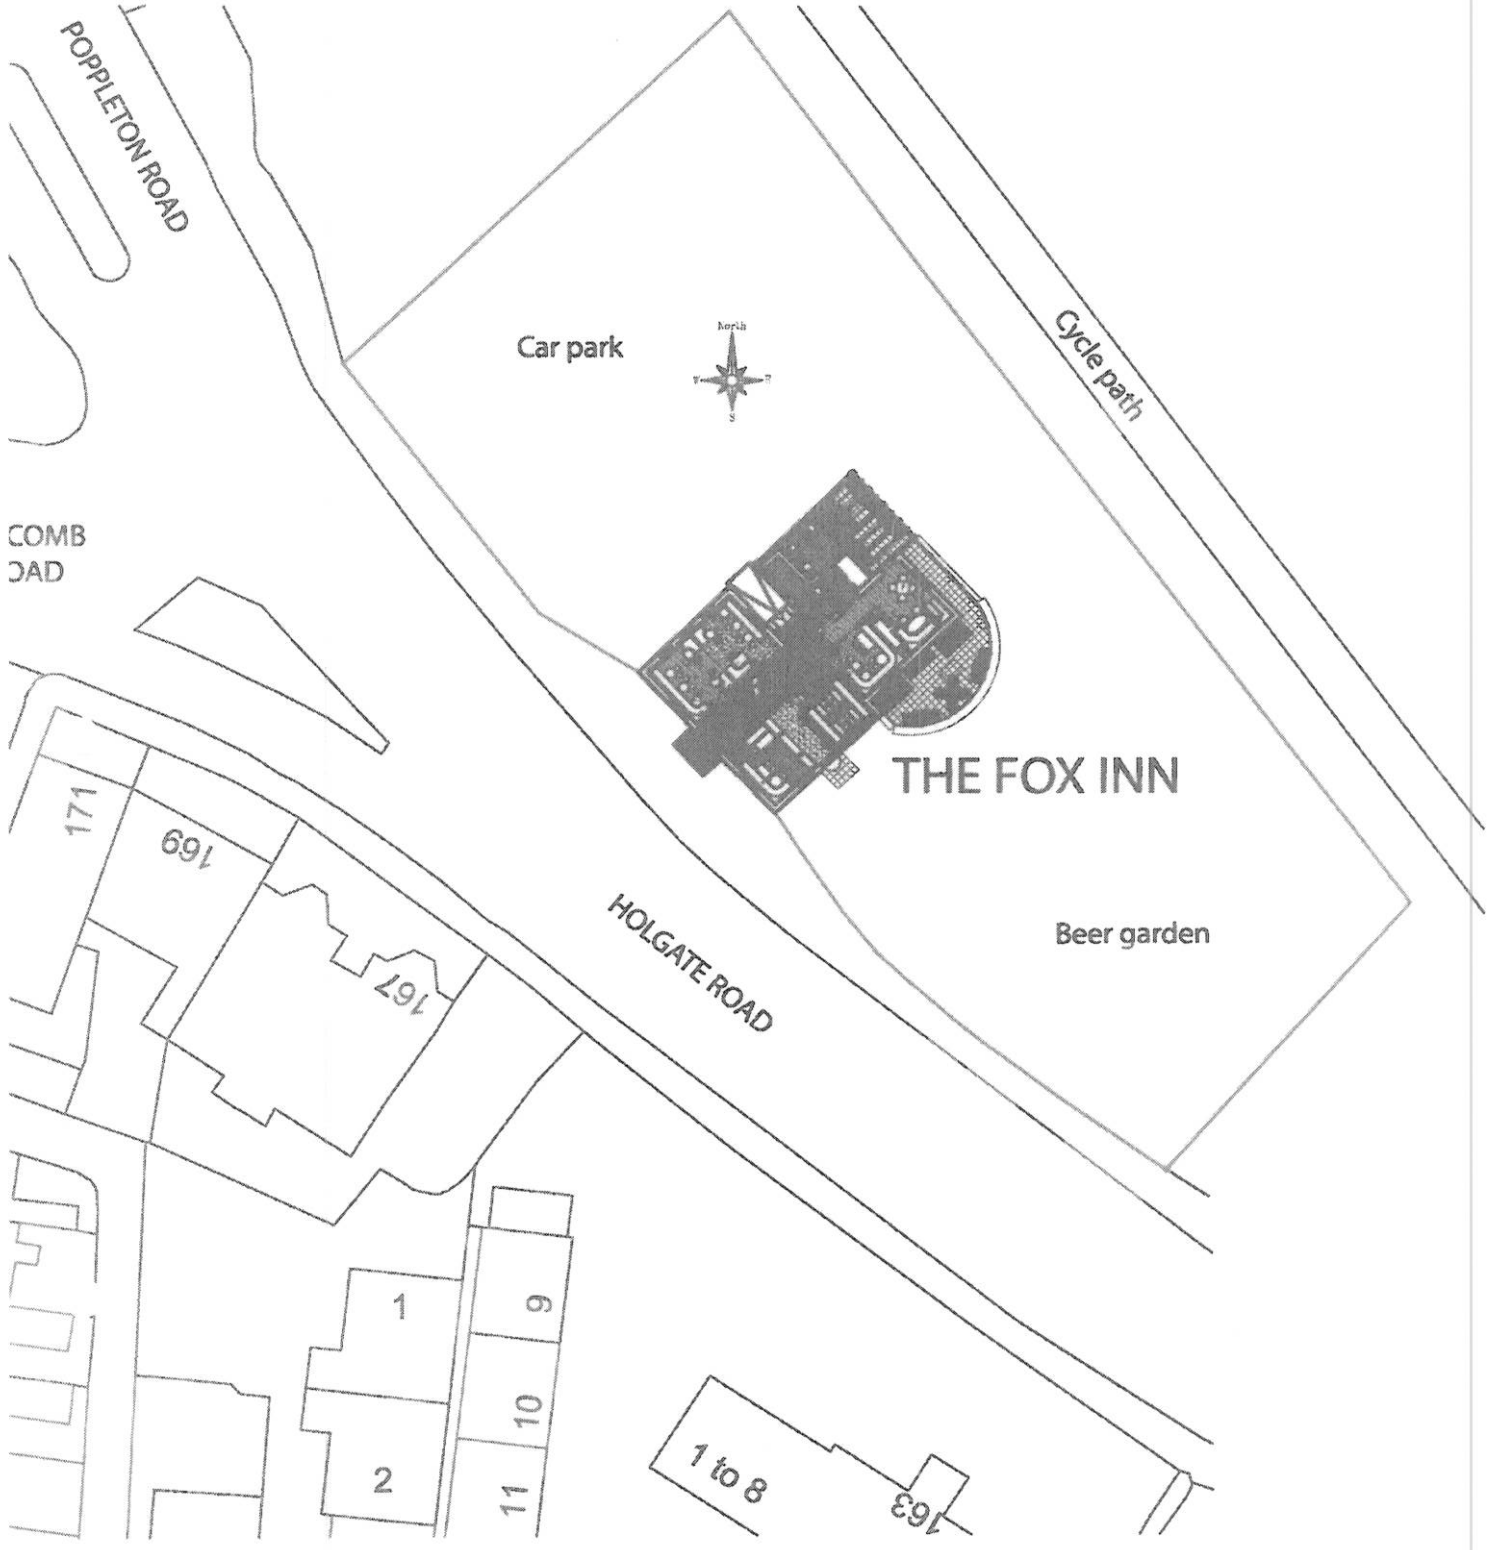 POPPLETON ROAD
Car park
North
W
E
S
Cycle path
COMB
OAD
THE FOX INN
171
169
167
HOLGATE ROAD
Beer garden
1
9
10
2
11
1 to 8
163